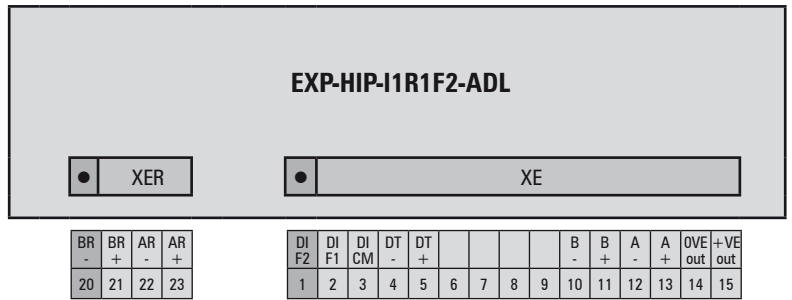 EXP-HIP-I1R1F2-ADL
XER XE
BR BR AR AR DI DI DI DT DT B B A A 0VE +VE
- + - + F2 F1 CM - + - + - + out out
20 21 22 23 1 2 3 4 5 6 7 8 9 10 11 12 13 14 15